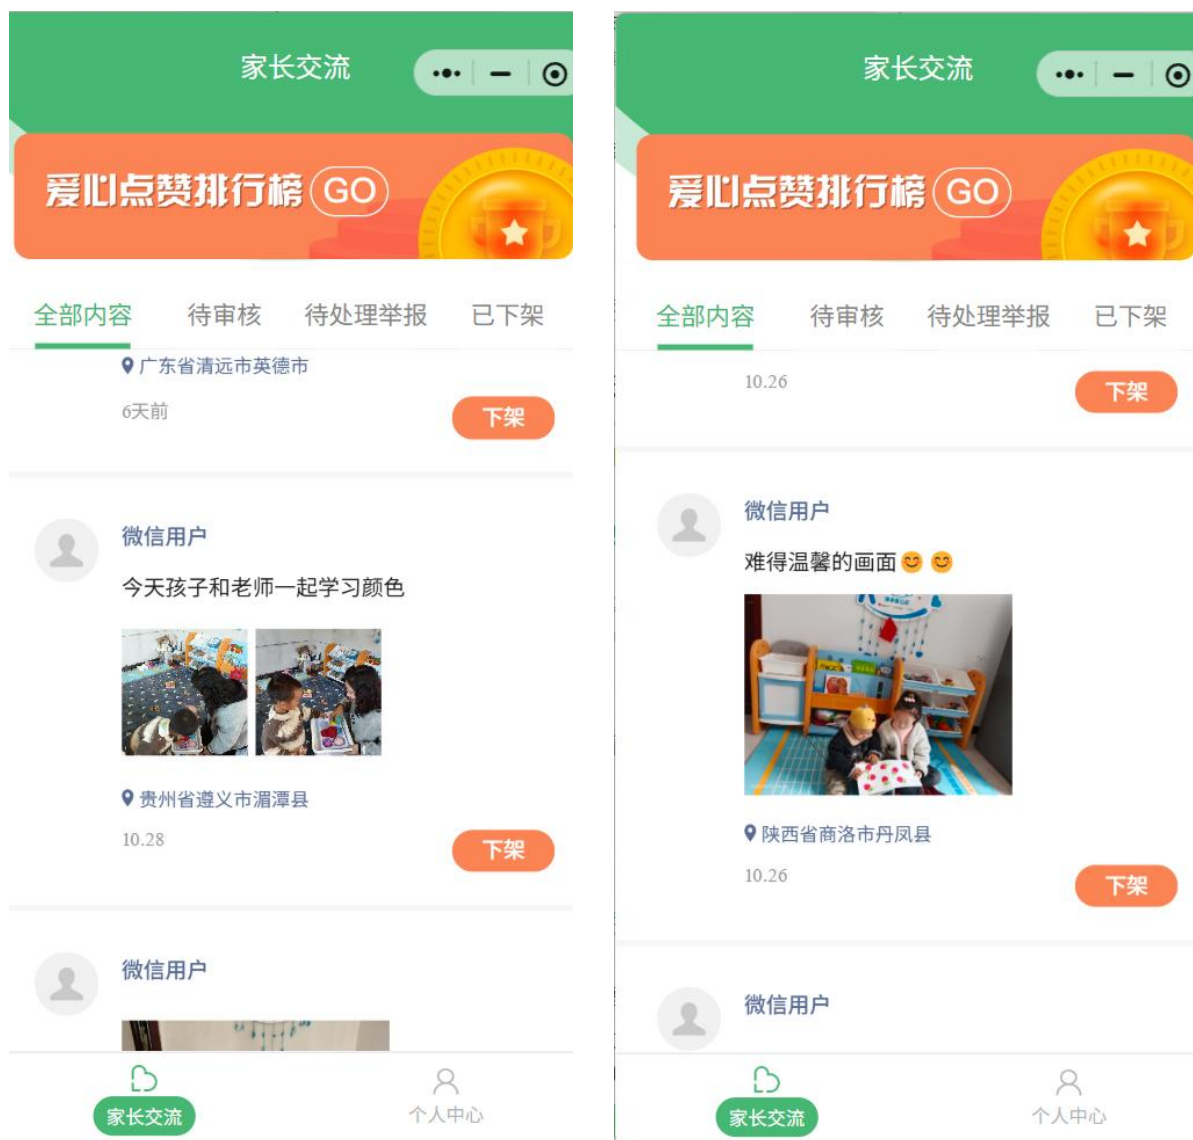 家长交流
爱心点赞排行榜 GO
全部内容 待审核 待处理举报 已下架
广东省清远市英德市
6天前
下架
微信用户
今天孩子和老师一起学习颜色
贵州省遵义市湄潭县
10.28
下架
微信用户
家长交流
个人中心
家长交流
爱心点赞排行榜 GO
全部内容 待审核 待处理举报 已下架
10.26
下架
微信用户
难得温馨的画面😊 😊
陕西省商洛市丹凤县
10.26
下架
微信用户
家长交流
个人中心